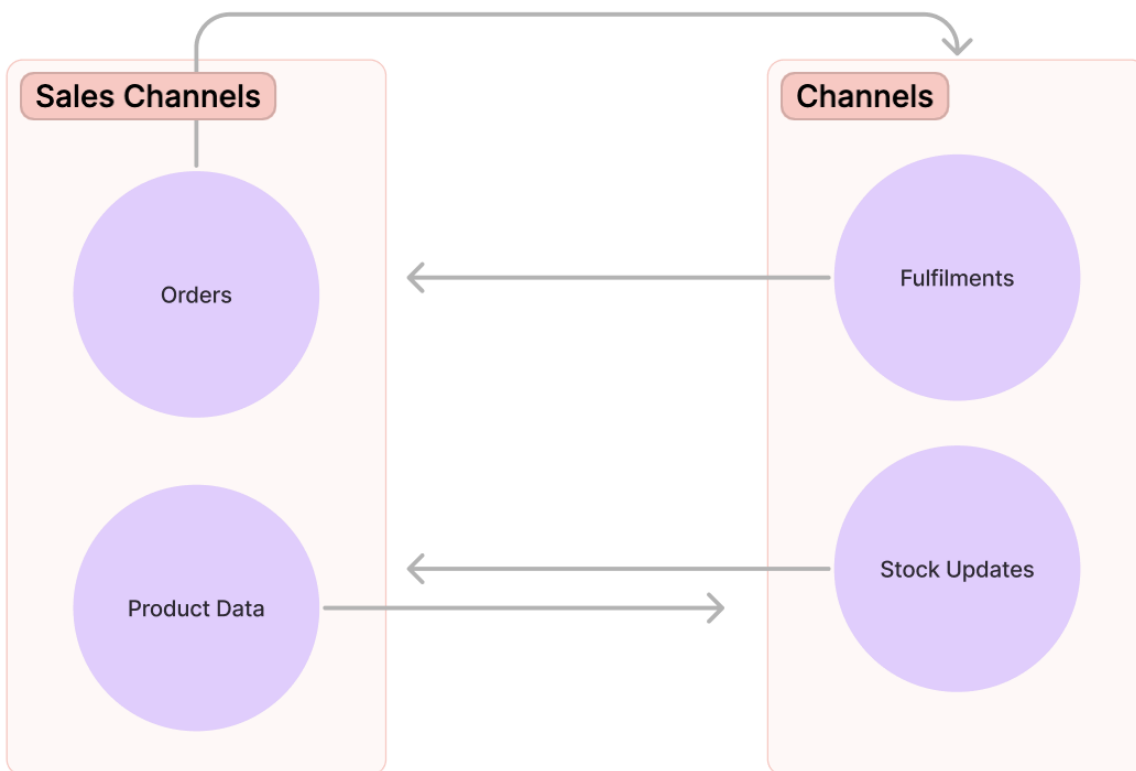 Sales Channels
Channels
Orders
Fulfilments
Product Data
Stock Updates